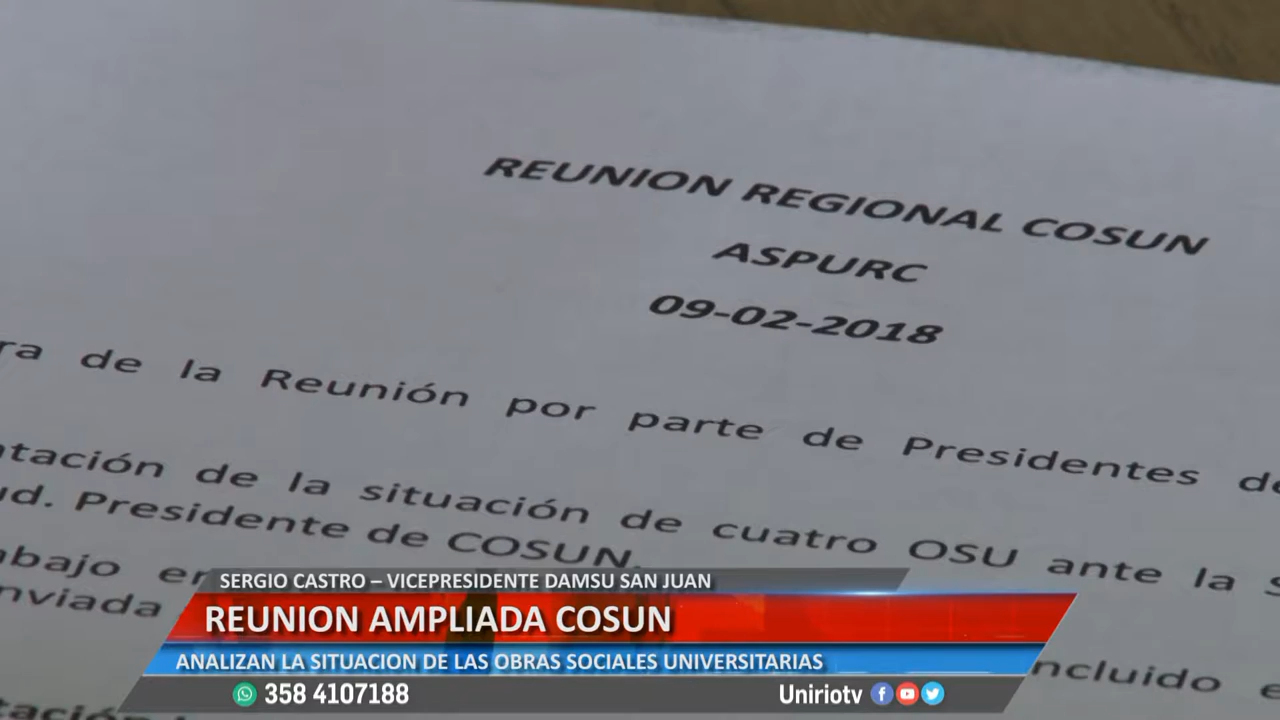 REUNION REGIONAL COSUN
ASPURC
09-02-2018
de la Reunión por parte de Presidentes
de la situación de cuatro OSU ante la
Presidente de COSUN.
SERGIO CASTRO – VICEPRESIDENTE DAMSU SAN JUAN
REUNION AMPLIADA COSUN
ANALIZAN LA SITUACION DE LAS OBRAS SOCIALES UNIVERSITARIAS
358 4107188
Uniriotv